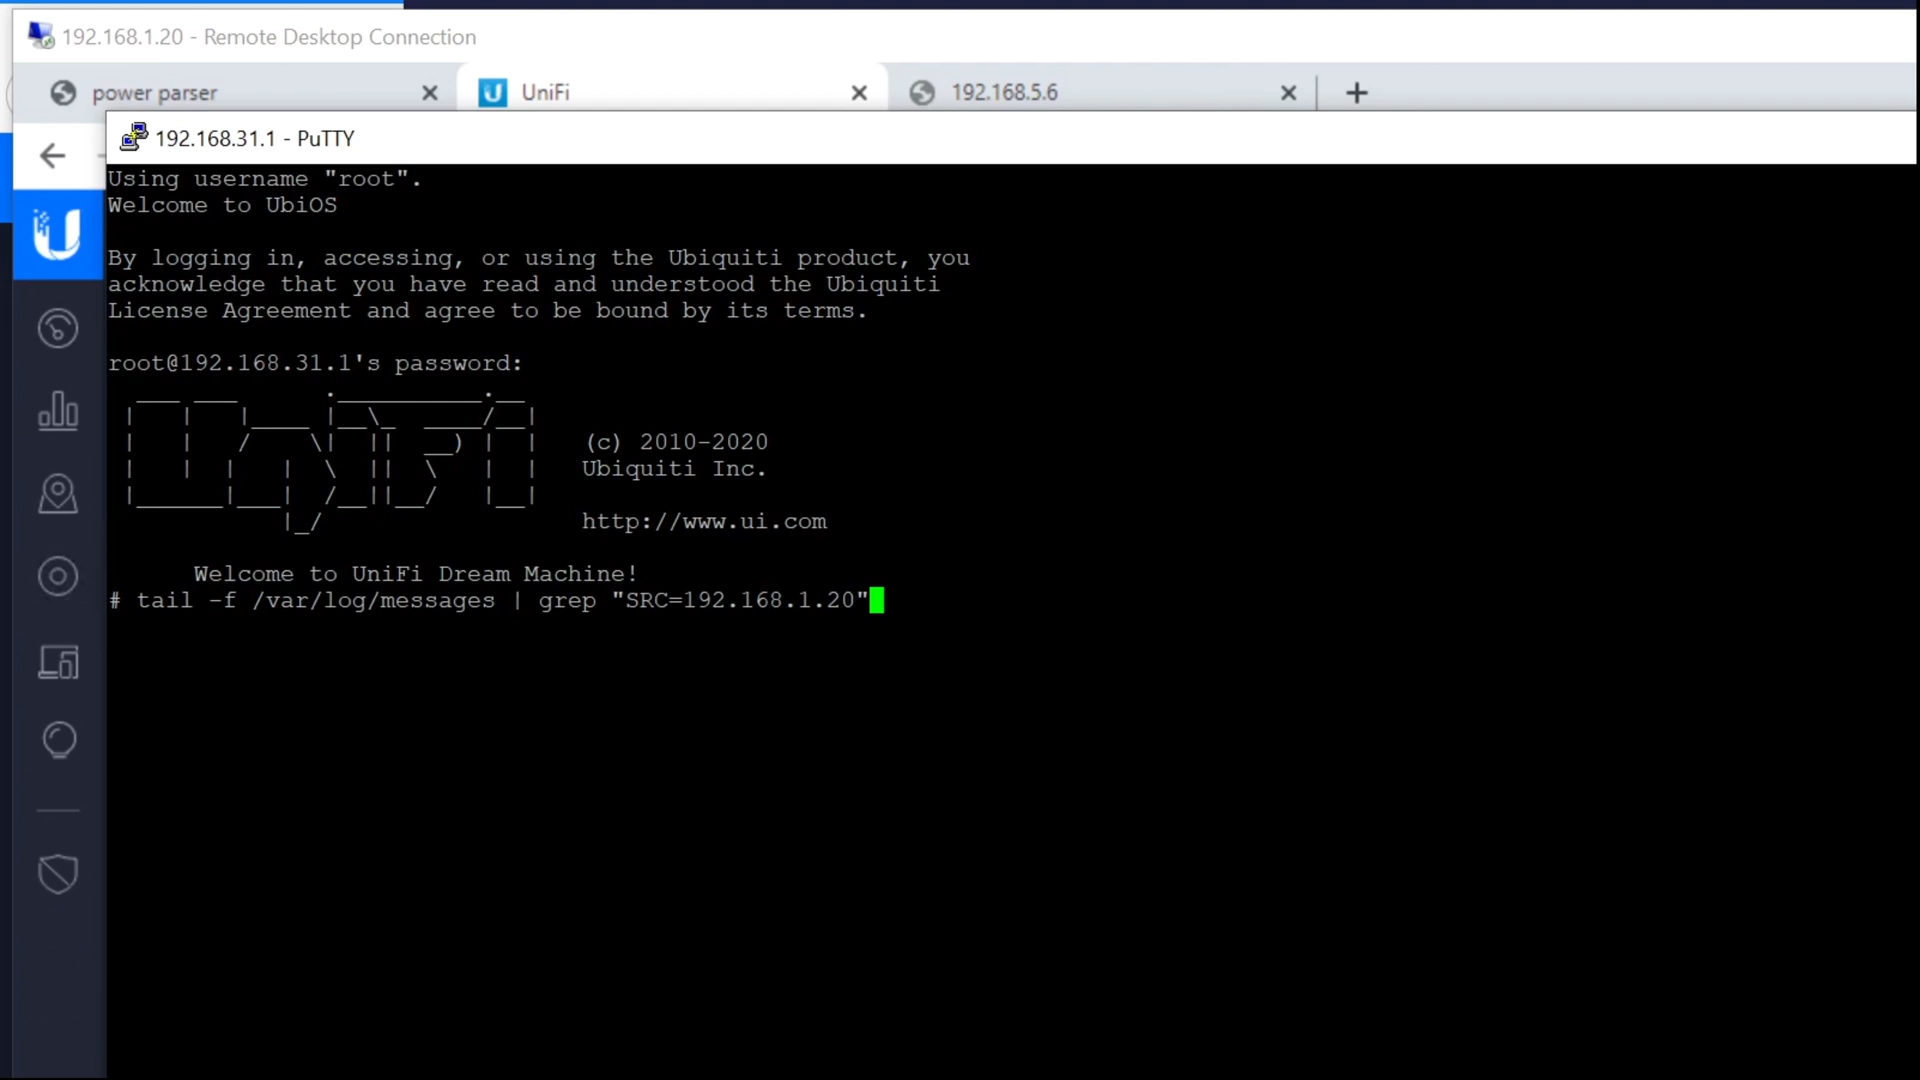 192.168.1.20 - Remote Desktop Connection
power parser
UniFi
192.168.5.6
192.168.31.1 - PuTTY
Using username "root".
Welcome to UbiOS
By logging in, accessing, or using the Ubiquiti product, you
acknowledge that you have read and understood the Ubiquiti
License Agreement and agree to be bound by its terms.
root@192.168.31.1's password:
UniFi
(c) 2010-2020
Ubiquiti Inc.
http://www.ui.com
Welcome to UniFi Dream Machine!
# tail -f /var/log/messages | grep "SRC=192.168.1.20"